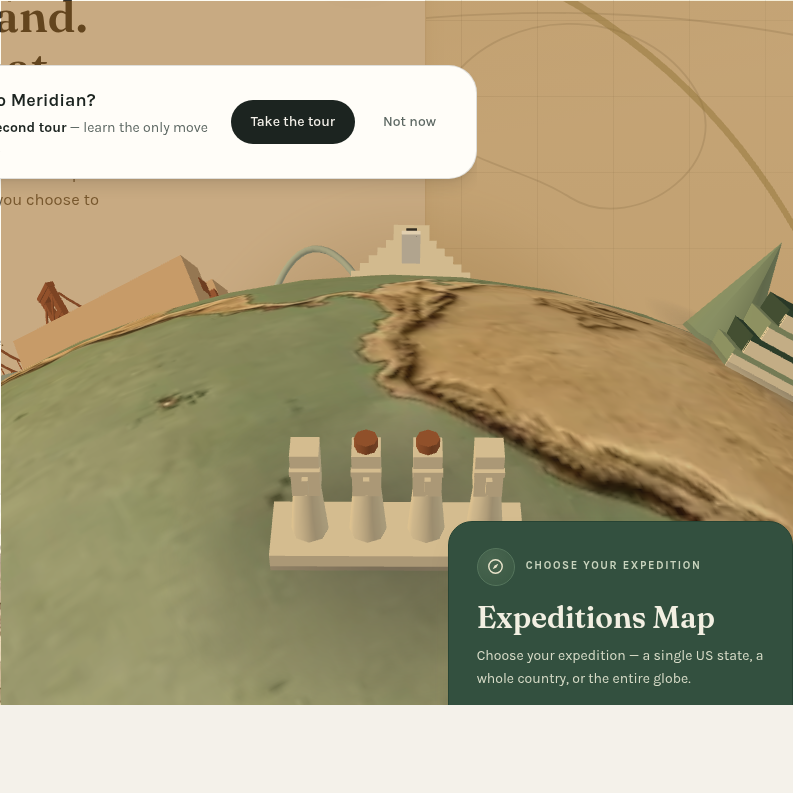 and.
o Meridian?
econd tour — learn the only move
Take the tour
Not now
you choose to
CHOOSE YOUR EXPEDITION
Expeditions Map
Choose your expedition — a single US state, a
whole country, or the entire globe.